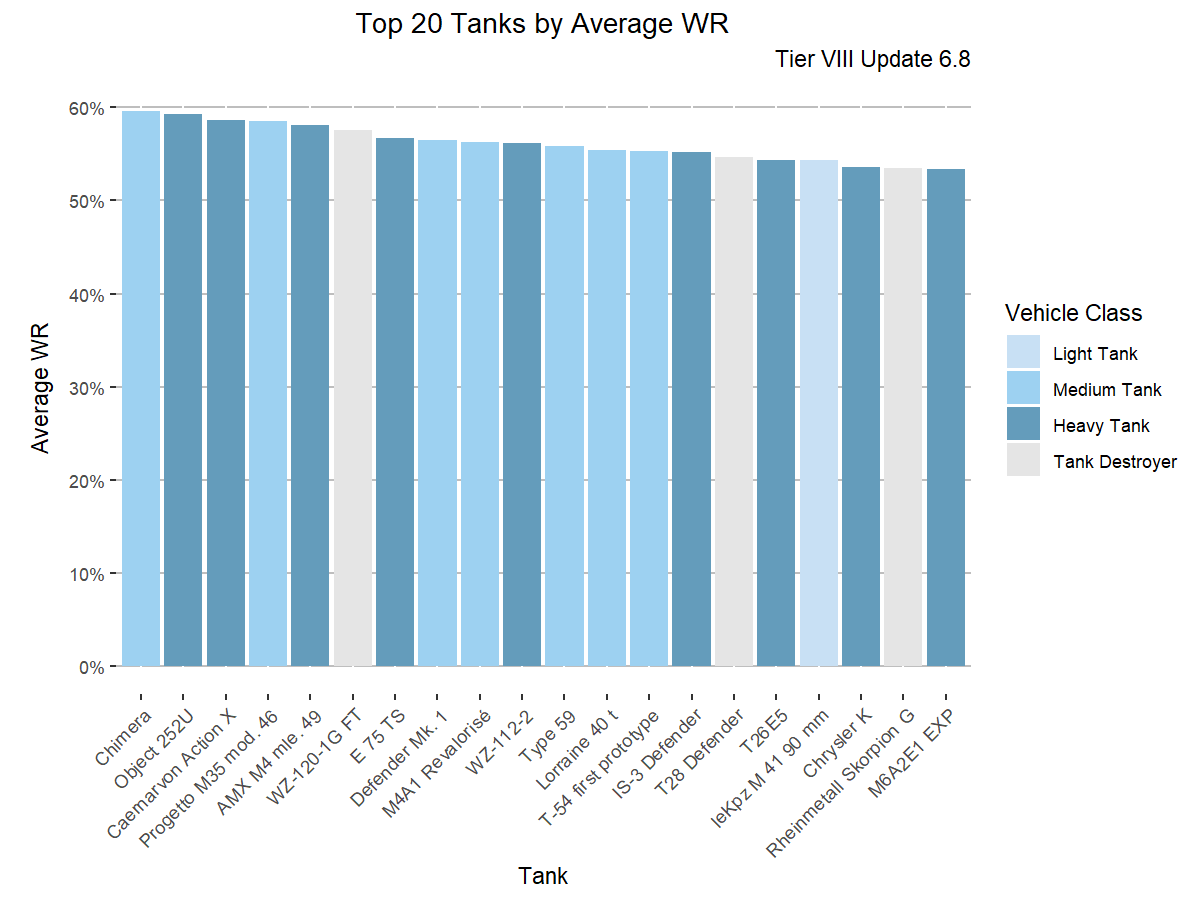 Top 20 Tanks by Average WR
Tier VIII Update 6.8
60%
50%
40%
30%
20%
10%
0%
Average WR
Chimera
Object 252U
Caernarvon Action X
Progetto M35 mod. 46
AMX M4 mle. 49
WZ-120-1G FT
E 75 TS
Defender Mk. 1
M4A1 Revalorisé
WZ-112-2
Type 59
Lorraine 40 t
T-54 first prototype
IS-3 Defender
T28 Defender
T26E5
leKpz M 41 90 mm
Chrysler K
Rheinmetall Skorpion G
M6A2E1 EXP
Tank
Vehicle Class
Light Tank
Medium Tank
Heavy Tank
Tank Destroyer